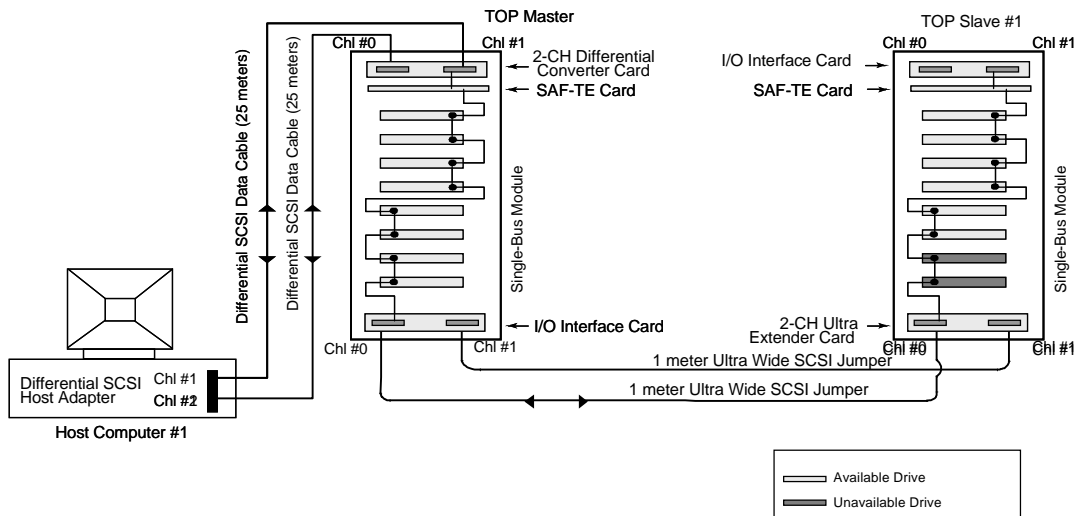 TOP Master
Chl #0
Chl #1
2-CH Differential
Converter Card
SAF-TE Card
Single-Bus Module
I/O Interface Card
Chl #0
Chl #1
Differential SCSI Data Cable (25 meters)
Differential SCSI Data Cable (25 meters)
TOP Slave #1
Chl #0
Chl #1
I/O Interface Card
SAF-TE Card
Single-Bus Module
2-CH Ultra
Extender Card
Chl #0
Chl #1
1 meter Ultra Wide SCSI Jumper
1 meter Ultra Wide SCSI Jumper
Differential SCSI
Host Adapter
Chl #1
Chl
Host Computer #1
Available Drive
Unavailable Drive